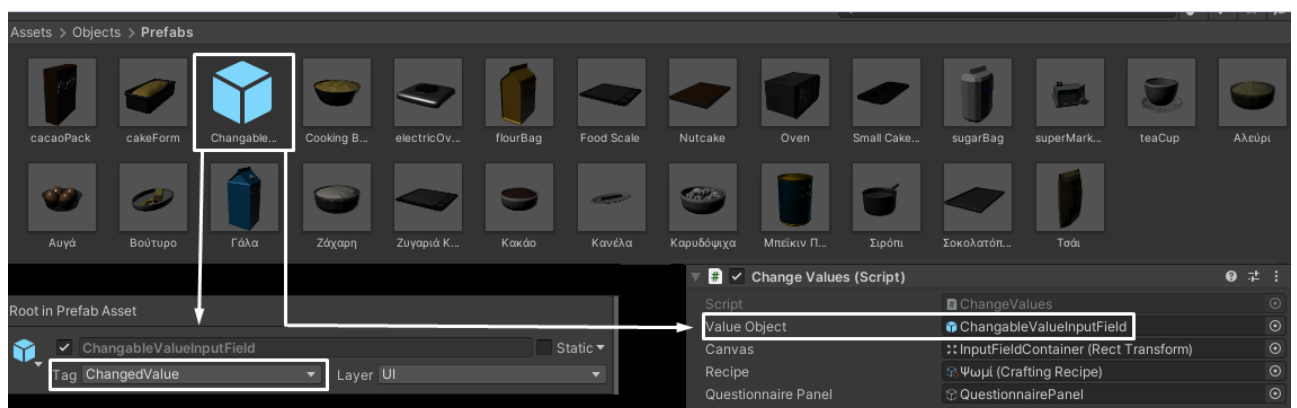 Assets > Objects > Prefabs
cacaoPack
cakeForm
Changable...
Cooking B...
electricOv...
flourBag
Food Scale
Nutcake
Oven
Small Cake...
sugarBag
superMark...
teaCup
Αλεύρι
Αυγά
Βούτυρο
Γάλα
Ζάχαρη
Ζυγαριά Κ...
Κακάο
Κανέλα
Καρυδόψιχα
Μπέικιν Π...
Σιρόπι
Σοκολατόπ...
Τσάι
Root in Prefab Asset
ChangableValueInputField
Static
Tag ChangedValue
Layer UI
# Change Values (Script)
Script # ChangeValues
Value Object ChangableValueInputField
Canvas InputFieldContainer (Rect Transform)
Recipe Ψωμί (Crafting Recipe)
Questionnaire Panel QuestionnairePanel